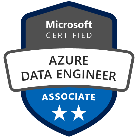 Microsoft
CERTIFIED
AZURE
DATA ENGINEER
ASSOCIATE